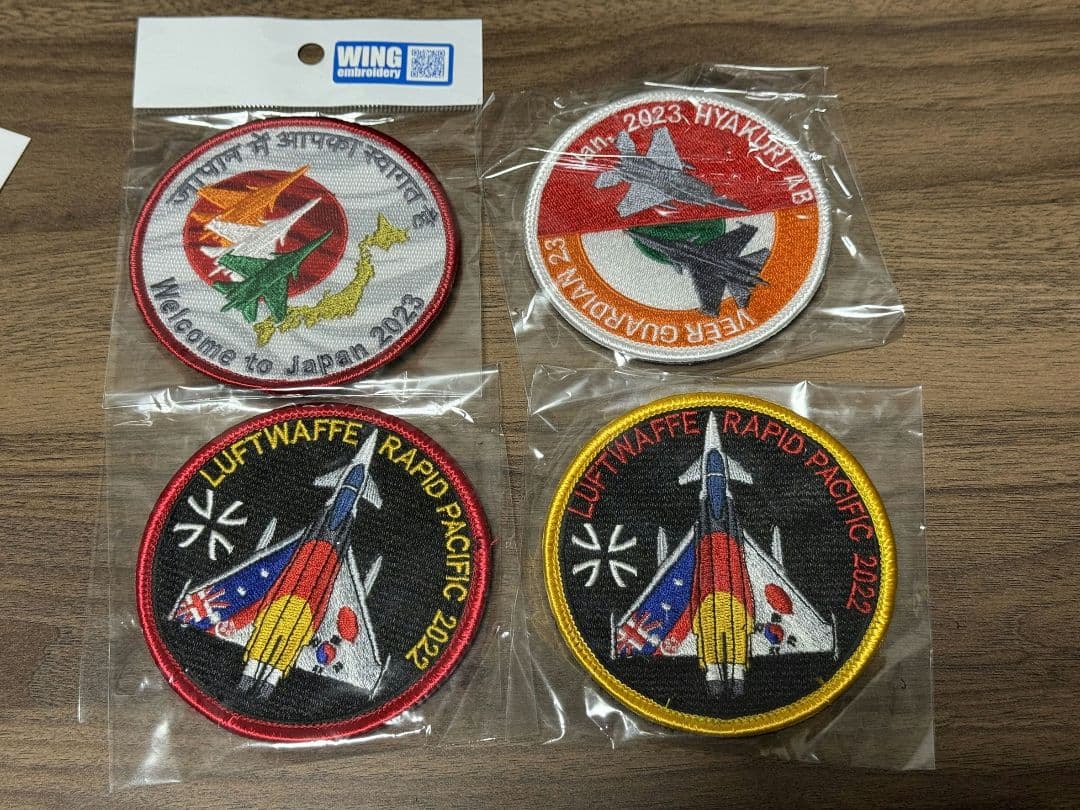 WING
embroidery
जापान में आपका स्वागत है
Welcome to Japan 2023
Jan. 2023 HYAKURI AB
VEER GUARDIAN 23
LUFTWAFFE RAPID PACIFIC 2022
LUFTWAFFE RAPID PACIFIC 2022